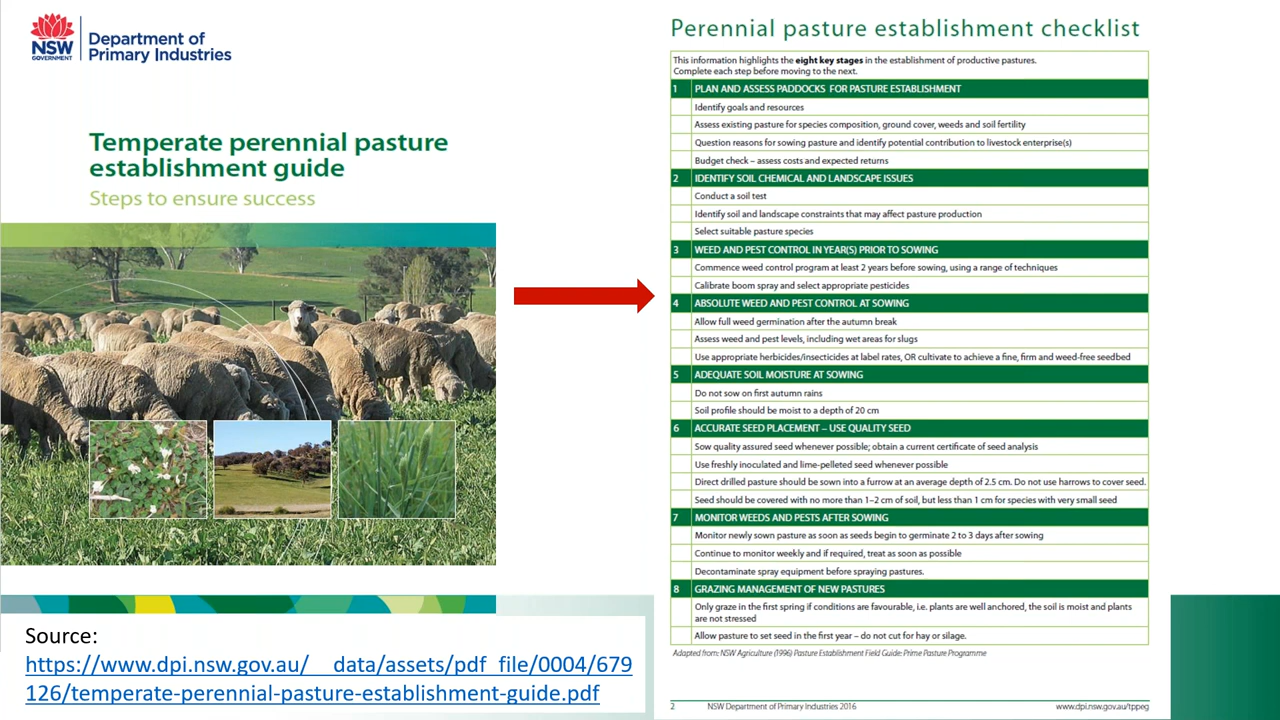 NSW
GOVERNMENT
Department of
Primary Industries
Temperate perennial pasture
establishment guide
Steps to ensure success
Source:
https://www.dpi.nsw.gov.au/__data/assets/pdf_file/0004/679
126/temperate-perennial-pasture-establishment-guide.pdf
Perennial pasture establishment checklist
This information highlights the eight key stages in the establishment of productive pastures.
Complete each step before moving to the next.
1 PLAN AND ASSESS PADDOCKS FOR PASTURE ESTABLISHMENT
Identify goals and resources
Assess existing pasture for species composition, ground cover, weeds and soil fertility
Question reasons for sowing pasture and identify potential contribution to livestock enterprise(s)
Budget check – assess costs and expected returns
2 IDENTIFY SOIL CHEMICAL AND LANDSCAPE ISSUES
Conduct a soil test
Identify soil and landscape constraints that may affect pasture production
Select suitable pasture species
3 WEED AND PEST CONTROL IN YEAR(S) PRIOR TO SOWING
Commence weed control program at least 2 years before sowing, using a range of techniques
Calibrate boom spray and select appropriate pesticides
4 ABSOLUTE WEED AND PEST CONTROL AT SOWING
Allow full weed germination after the autumn break
Assess weed and pest levels, including wet areas for slugs
Use appropriate herbicides/insecticides at label rates, OR cultivate to achieve a fine, firm and weed-free seedbed
5 ADEQUATE SOIL MOISTURE AT SOWING
Do not sow on first autumn rains
Soil profile should be moist to a depth of 20 cm
6 ACCURATE SEED PLACEMENT – USE QUALITY SEED
Sow quality assured seed whenever possible; obtain a current certificate of seed analysis
Use freshly inoculated and lime-pelleted seed whenever possible
Direct drilled pasture should be sown into a furrow at an average depth of 2.5 cm. Do not use harrows to cover seed.
Seed should be covered with no more than 1–2 cm of soil, but less than 1 cm for species with very small seed
7 MONITOR WEEDS AND PESTS AFTER SOWING
Monitor newly sown pasture as soon as seeds begin to germinate 2 to 3 days after sowing
Continue to monitor weekly and if required, treat as soon as possible
Decontaminate spray equipment before spraying pastures.
8 GRAZING MANAGEMENT OF NEW PASTURES
Only graze in the first spring if conditions are favourable, i.e. plants are well anchored, the soil is moist and plants
are not stressed
Allow pasture to set seed in the first year – do not cut for hay or silage.
Adapted from: NSW Agriculture (1996) Pasture Establishment Field Guide: Prime Pasture Programme
2 NSW Department of Primary Industries 2016 www.dpi.nsw.gov.au/tppeg